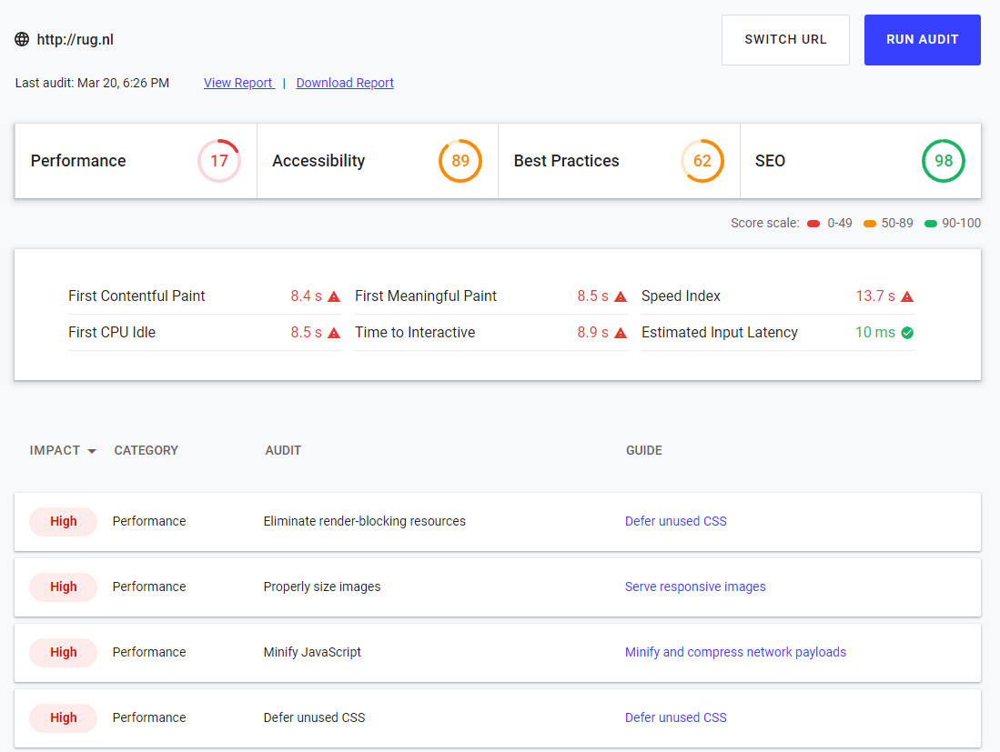 http://rug.nl SWITCH URL RUN AUDIT
Last audit: Mar 20, 6:26 PM View Report | Download Report
Performance 17 Accessibility 89 Best Practices 62 SEO 98
Score scale: 0-49 50-89 90-100
First Contentful Paint 8.4 s First Meaningful Paint 8.5 s Speed Index 13.7 s
First CPU Idle 8.5 s Time to Interactive 8.9 s Estimated Input Latency 10 ms
IMPACT CATEGORY AUDIT GUIDE
High Performance Eliminate render-blocking resources Defer unused CSS
High Performance Properly size images Serve responsive images
High Performance Minify JavaScript Minify and compress network payloads
High Performance Defer unused CSS Defer unused CSS